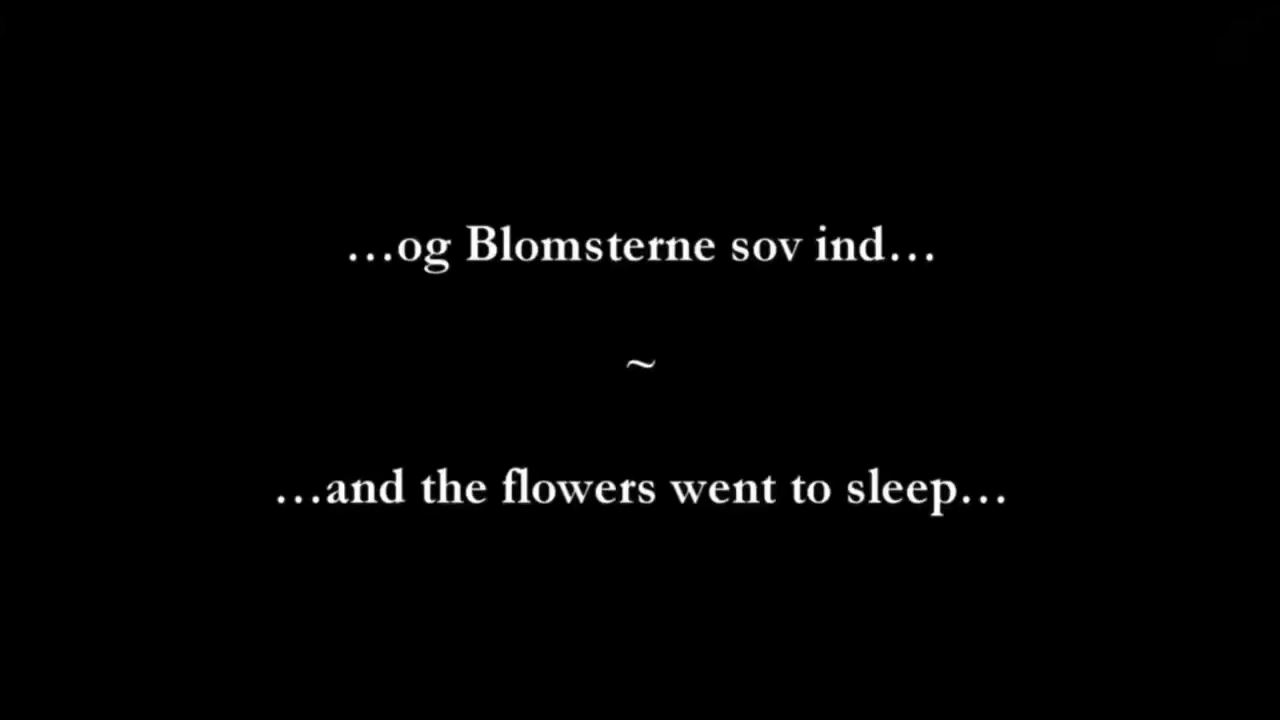 …og Blomsterne sov ind…
~
…and the flowers went to sleep…